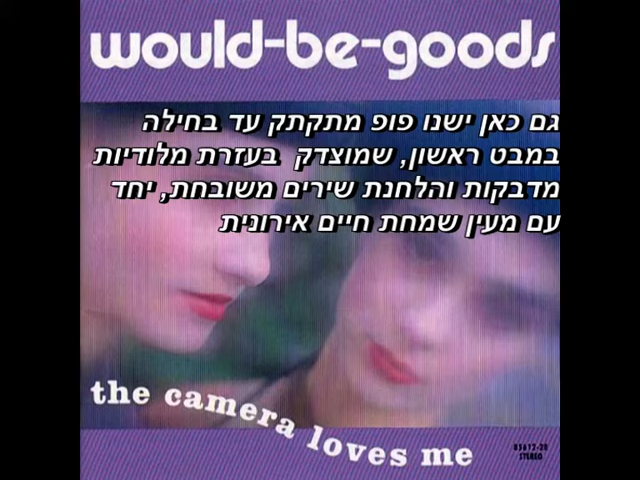 would-be-goods
גם כאן ישנו פופ מתקתק עד בחילה
במבט ראשון, שמוצדק בעזרת מלודיות
מדבקות והלחנת שירים משובחת, יחד
עם מעין שמחת חיים אירונית
the camera loves me
STEREO